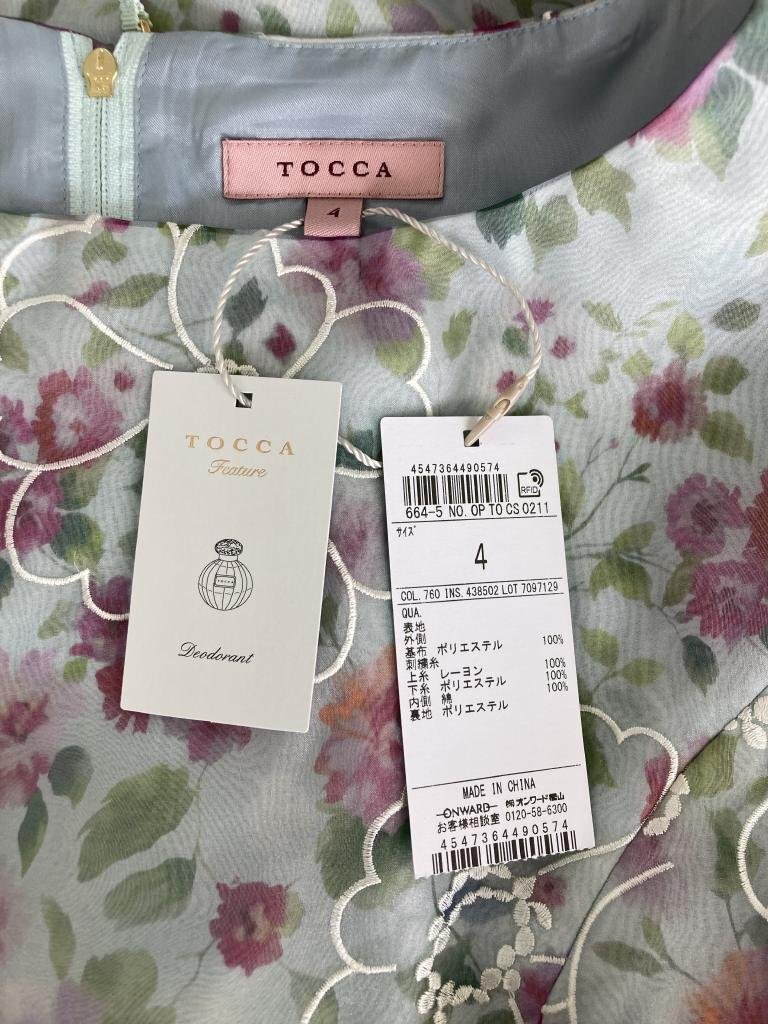 TOCCA
4
TOCCA
Feature
TOCCA
Deodorant
4547364490574
RFID
664-5 NO. OP TO CS 0211
サイズ
4
COL. 760 INS. 438502 LOT 7097129
QUA.
表地
外側
基布 ポリエステル 100%
刺繍糸
上糸 レーヨン 100%
下糸 ポリエステル 100%
内側 綿 100%
裏地 ポリエステル
MADE IN CHINA
ONWARD ㈱オンワード樫山
お客様相談室 0120-58-6300
4547364490574